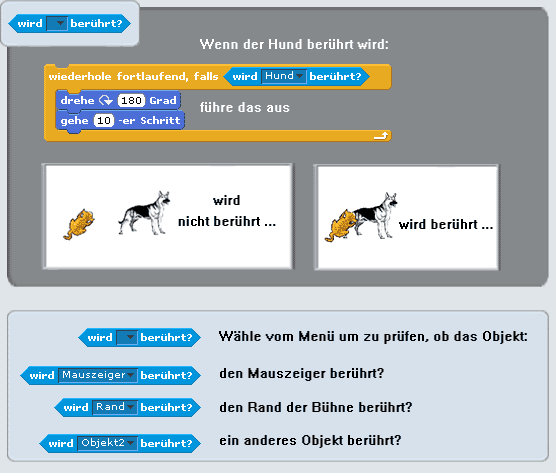 wird berührt?
Wenn der Hund berührt wird:
wiederhole fortlaufend, falls wird Hund berührt?
drehe 180 Grad
führe das aus
gehe 10 -er Schritt
wird
nicht berührt ...
wird berührt ...
wird berührt? Wähle vom Menü um zu prüfen, ob das Objekt:
wird Mauszeiger berührt? den Mauszeiger berührt?
wird Rand berührt? den Rand der Bühne berührt?
wird Objekt2 berührt? ein anderes Objekt berührt?